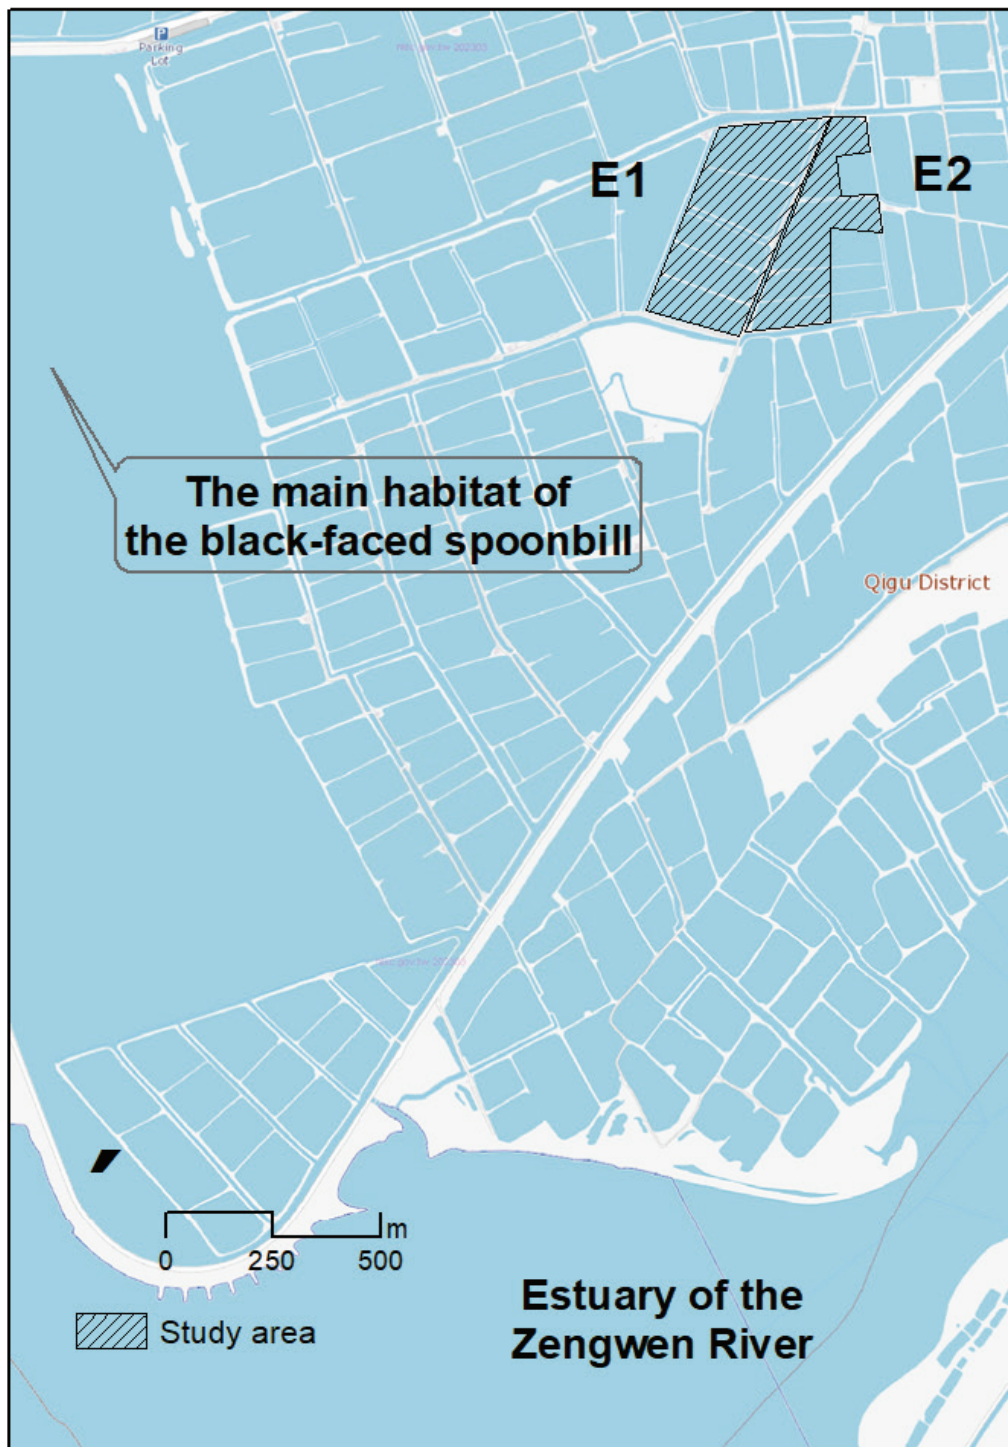 P
Parking
Lot
E1
E2
The main habitat of
the black-faced spoonbill
Qigu District
m
0 250 500
Study area
Estuary of the
Zengwen River